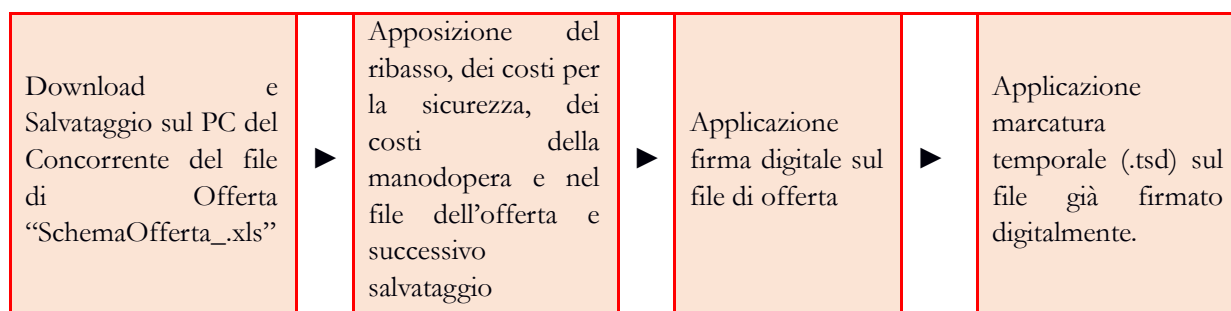 Download e
Salvataggio sul PC del
Concorrente del file
di Offerta
“SchemaOfferta_.xls”
►
Apposizione del
ribasso, dei costi per
la sicurezza, dei
costi della
manodopera e nel
file dell’offerta e
successivo
salvataggio
►
Applicazione
firma digitale sul
file di offerta
►
Applicazione
marcatura
temporale (.tsd) sul
file già firmato
digitalmente.